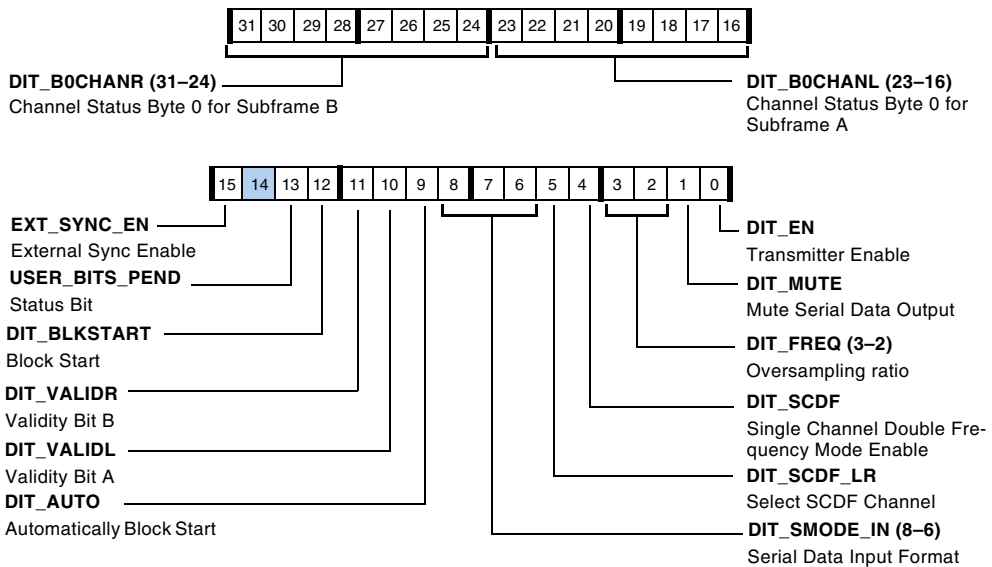 31 30 29 28 27 26 25 24 23 22 21 20 19 18 17 16
DIT_B0CHANR (31–24)
Channel Status Byte 0 for Subframe B
DIT_B0CHANL (23–16)
Channel Status Byte 0 for
Subframe A
15 14 13 12 11 10 9 8 7 6 5 4 3 2 1 0
EXT_SYNC_EN
External Sync Enable
USER_BITS_PEND
Status Bit
DIT_BLKSTART
Block Start
DIT_VALIDR
Validity Bit B
DIT_VALIDL
Validity Bit A
DIT_AUTO
Automatically Block Start
DIT_EN
Transmitter Enable
DIT_MUTE
Mute Serial Data Output
DIT_FREQ (3–2)
Oversampling ratio
DIT_SCDF
Single Channel Double Fre-
quency Mode Enable
DIT_SCDF_LR
Select SCDF Channel
DIT_SMODE_IN (8–6)
Serial Data Input Format